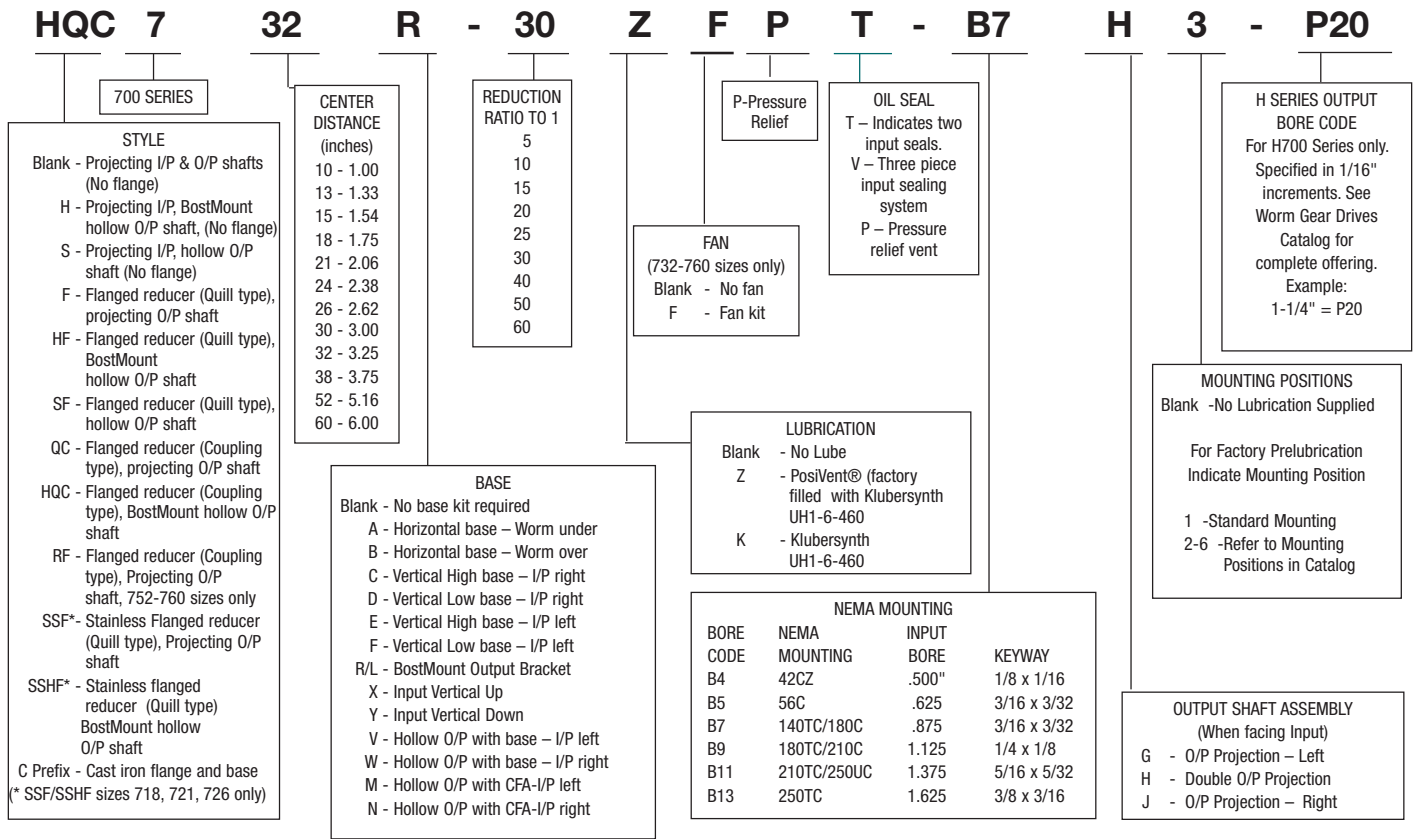 HQC 7 32 R - 30 Z F P T - B7 H 3 - P20
700 SERIES
STYLE
Blank - Projecting I/P & O/P shafts
(No flange)
H - Projecting I/P, BostMount
hollow O/P shaft, (No flange)
S - Projecting I/P, hollow O/P
shaft (No flange)
F - Flanged reducer (Quill type),
projecting O/P shaft
HF - Flanged reducer (Quill type),
BostMount
hollow O/P shaft
SF - Flanged reducer (Quill type),
hollow O/P shaft
QC - Flanged reducer (Coupling
type), projecting O/P shaft
HQC - Flanged reducer (Coupling
type), BostMount hollow O/P
shaft
RF - Flanged reducer (Coupling
type), Projecting O/P
shaft, 752-760 sizes only
SSF*- Stainless Flanged reducer
(Quill type), Projecting O/P
shaft
SSHF* - Stainless flanged
reducer (Quill type)
BostMount hollow
O/P shaft
C Prefix - Cast iron flange and base
(* SSF/SSHF sizes 718, 721, 726 only)
CENTER
DISTANCE
(inches)
10 - 1.00
13 - 1.33
15 - 1.54
18 - 1.75
21 - 2.06
24 - 2.38
26 - 2.62
30 - 3.00
32 - 3.25
38 - 3.75
52 - 5.16
60 - 6.00
BASE
Blank - No base kit required
A - Horizontal base – Worm under
B - Horizontal base – Worm over
C - Vertical High base – I/P right
D - Vertical Low base – I/P right
E - Vertical High base – I/P left
F - Vertical Low base – I/P left
R/L - BostMount Output Bracket
X - Input Vertical Up
Y - Input Vertical Down
V - Hollow O/P with base – I/P left
W - Hollow O/P with base – I/P right
M - Hollow O/P with CFA-I/P left
N - Hollow O/P with CFA-I/P right
REDUCTION
RATIO TO 1
5
10
15
20
25
30
40
50
60
LUBRICATION
Blank - No Lube
Z - PosiVent® (factory
filled with Klubersynth
UH1-6-460
K - Klubersynth
UH1-6-460
FAN
(732-760 sizes only)
Blank - No fan
F - Fan kit
P-Pressure
Relief
OIL SEAL
T – Indicates two
input seals.
V – Three piece
input sealing
system
P – Pressure
relief vent
NEMA MOUNTING
BORE NEMA INPUT
CODE MOUNTING BORE KEYWAY
B4 42CZ .500" 1/8 x 1/16
B5 56C .625 3/16 x 3/32
B7 140TC/180C .875 3/16 x 3/32
B9 180TC/210C 1.125 1/4 x 1/8
B11 210TC/250UC 1.375 5/16 x 5/32
B13 250TC 1.625 3/8 x 3/16
OUTPUT SHAFT ASSEMBLY
(When facing Input)
G - O/P Projection – Left
H - Double O/P Projection
J - O/P Projection – Right
MOUNTING POSITIONS
Blank -No Lubrication Supplied
For Factory Prelubrication
Indicate Mounting Position
1 -Standard Mounting
2-6 -Refer to Mounting
Positions in Catalog
H SERIES OUTPUT
BORE CODE
For H700 Series only.
Specified in 1/16"
increments. See
Worm Gear Drives
Catalog for
complete offering.
Example:
1-1/4" = P20